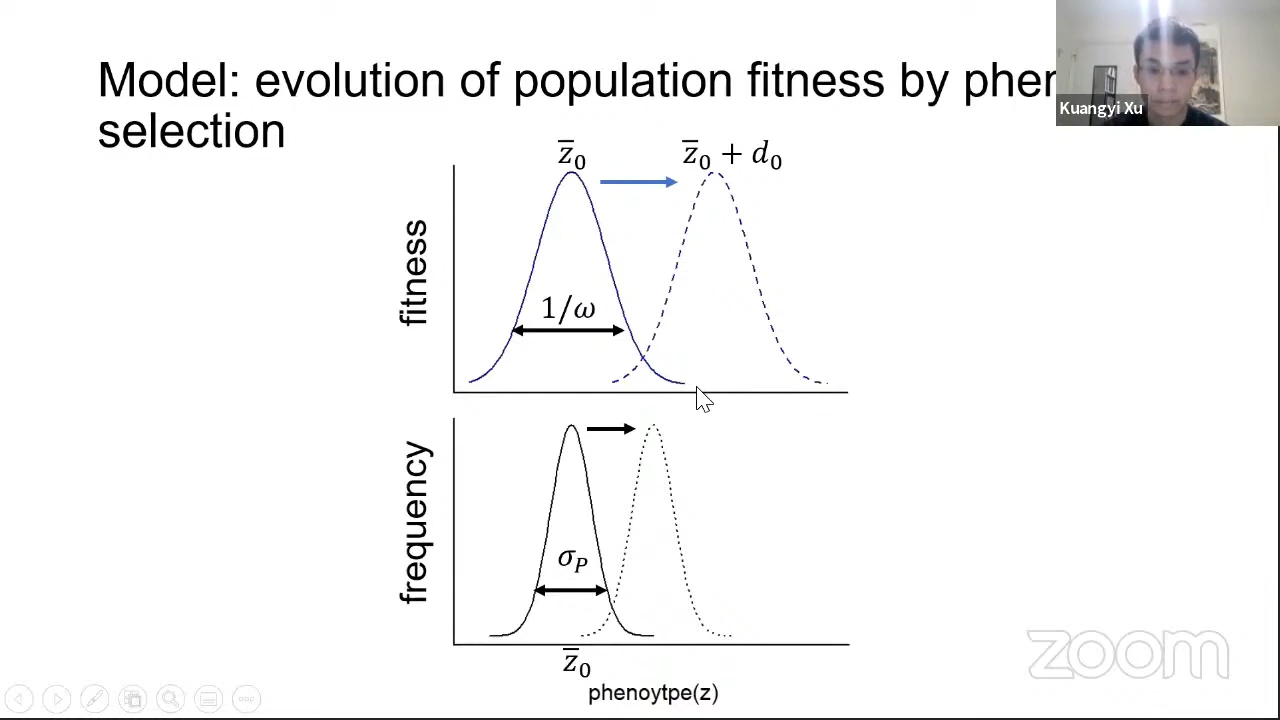 Model: evolution of population fitness by phen
selection
Kuangyi Xu
z̅₀
z̅₀ + d₀
fitness
1/ω
frequency
σ_P
z̅₀
phenoytpe(z)
zoom